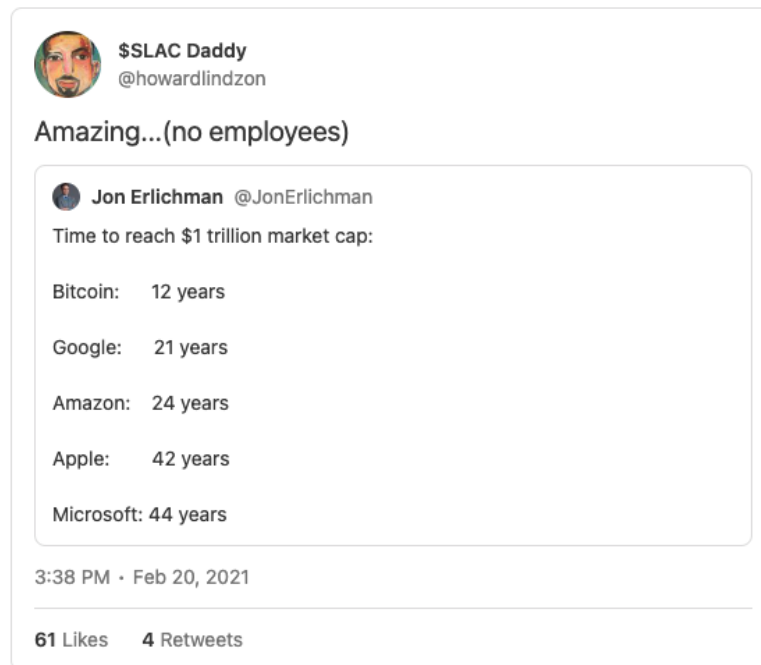 $SLAC Daddy
@howardlindzon
Amazing...(no employees)
Jon Erlichman @JonErlichman
Time to reach $1 trillion market cap:
Bitcoin: 12 years
Google: 21 years
Amazon: 24 years
Apple: 42 years
Microsoft: 44 years
3:38 PM · Feb 20, 2021
61 Likes 4 Retweets